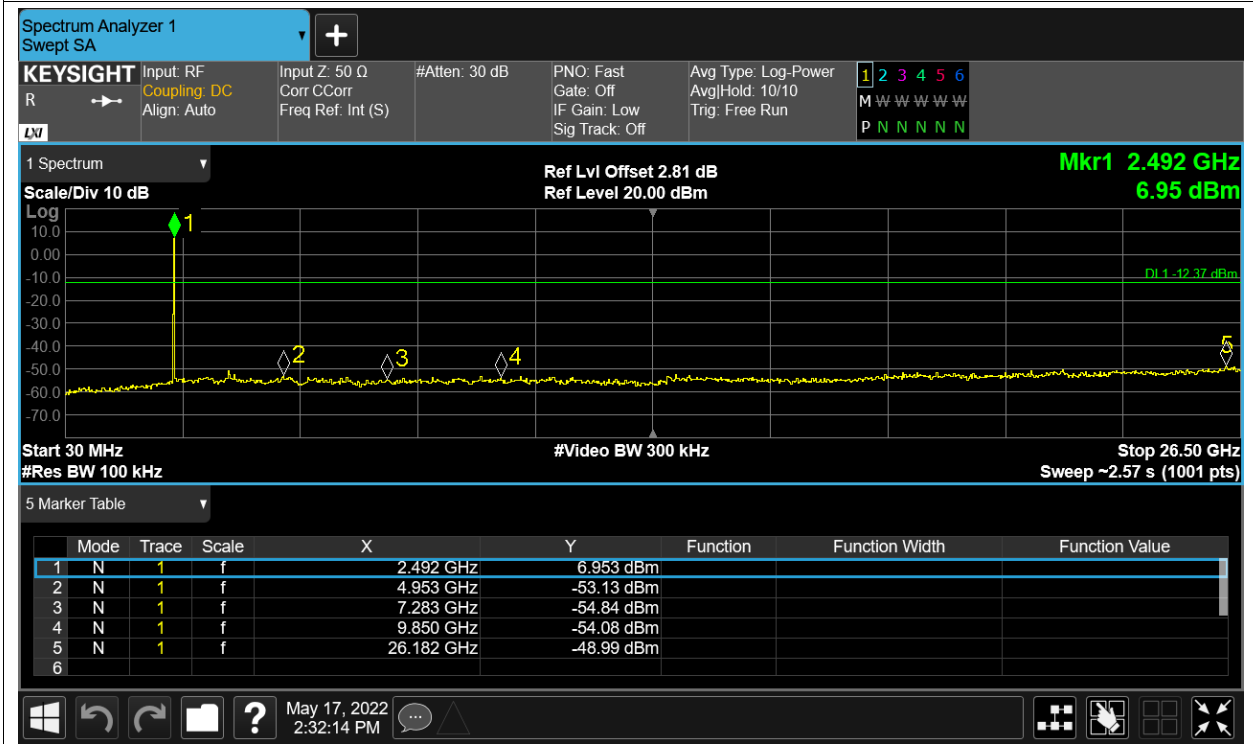 Spectrum Analyzer 1
Swept SA
+
KEYSIGHT Input: RF Input Z: 50 Ω #Atten: 30 dB PNO: Fast Avg Type: Log-Power 1 2 3 4 5 6
R Coupling: DC Corr CCorr Gate: Off Avg|Hold: 10/10 M W W W W W
Align: Auto Freq Ref: Int (S) IF Gain: Low Trig: Free Run
LXI Sig Track: Off P N N N N N
1 Spectrum Ref Lvl Offset 2.81 dB Mkr1 2.492 GHz
Scale/Div 10 dB Ref Level 20.00 dBm 6.95 dBm
Log
1
10.0
0.00
-10.0 DL1 -12.37 dBm
-20.0
-30.0
-40.0
2 3 4 5
-50.0
-60.0
-70.0
Start 30 MHz #Video BW 300 kHz Stop 26.50 GHz
#Res BW 100 kHz Sweep ~2.57 s (1001 pts)
5 Marker Table
Mode Trace Scale X Y Function Function Width Function Value
1 N 1 f 2.492 GHz 6.953 dBm
2 N 1 f 4.953 GHz -53.13 dBm
3 N 1 f 7.283 GHz -54.84 dBm
4 N 1 f 9.850 GHz -54.08 dBm
5 N 1 f 26.182 GHz -48.99 dBm
6
? May 17, 2022
2:32:14 PM